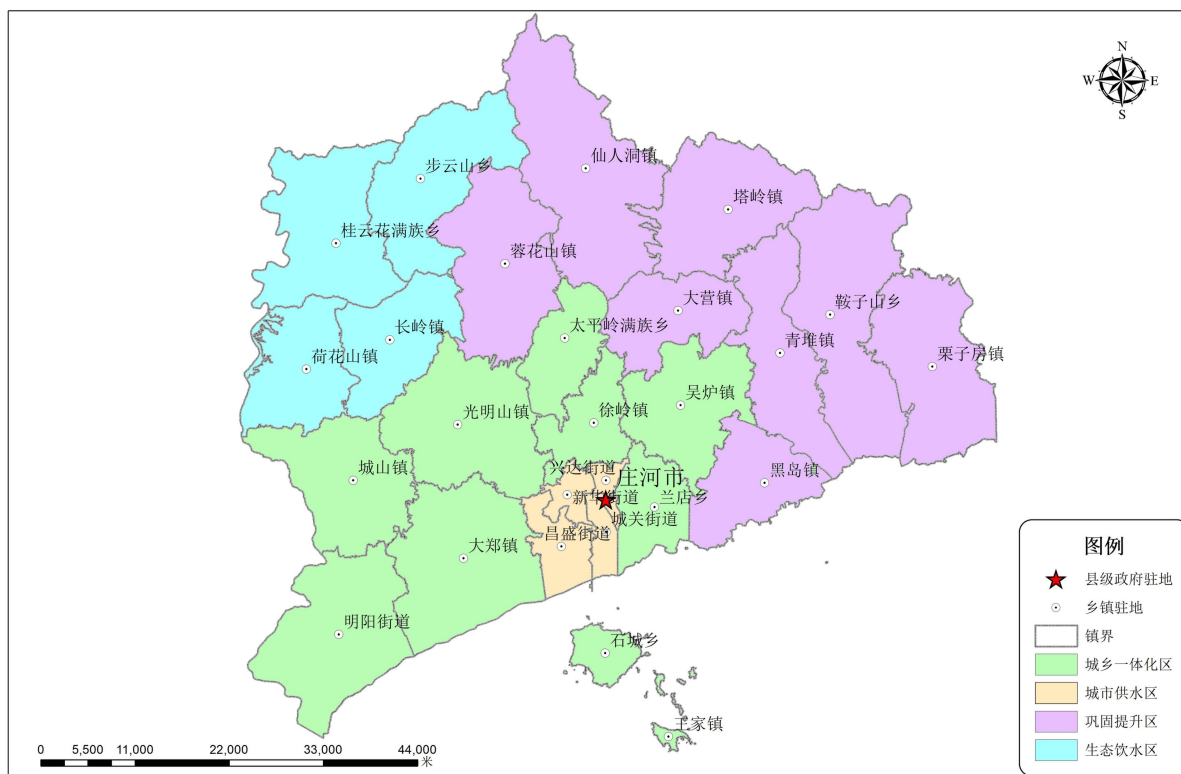 N
W
E
S
仙人洞镇
步云山乡
塔岭镇
桂云花满族乡
蓉花山镇
大营镇
鞍子山乡
太平岭满族乡
长岭镇
青堆镇
荷花山镇
栗子房镇
吴炉镇
光明山镇
徐岭镇
城山镇
兴达街道
庄河市
黑岛镇
新华街道
兰店乡
城关街道
昌盛街道
大郑镇
明阳街道
石城乡
王家镇
图例
县级政府驻地
乡镇驻地
镇界
城乡一体化区
城市供水区
巩固提升区
生态饮水区
0 5,500 11,000 22,000 33,000 44,000
米